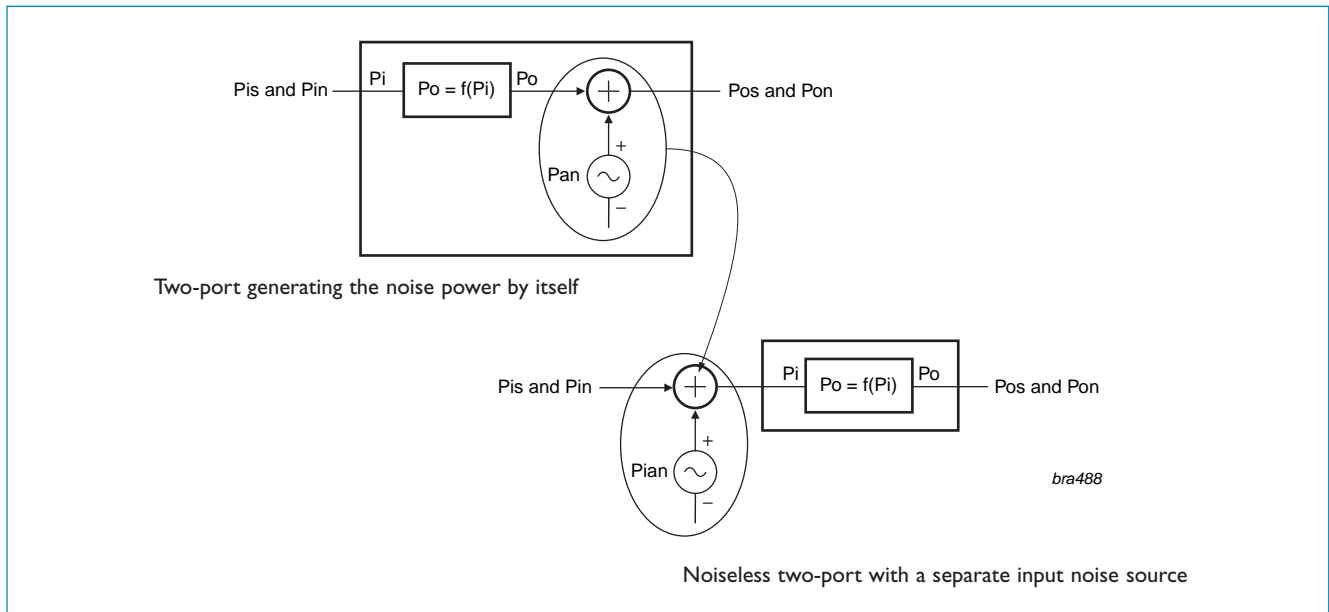 Pis and Pin
Pi
Po = f(Pi)
Po
Pos and Pon
+
Pan
−
Two-port generating the noise power by itself
Pis and Pin
Pi
Po = f(Pi)
Po
Pos and Pon
+
Pian
−
bra488
Noiseless two-port with a separate input noise source